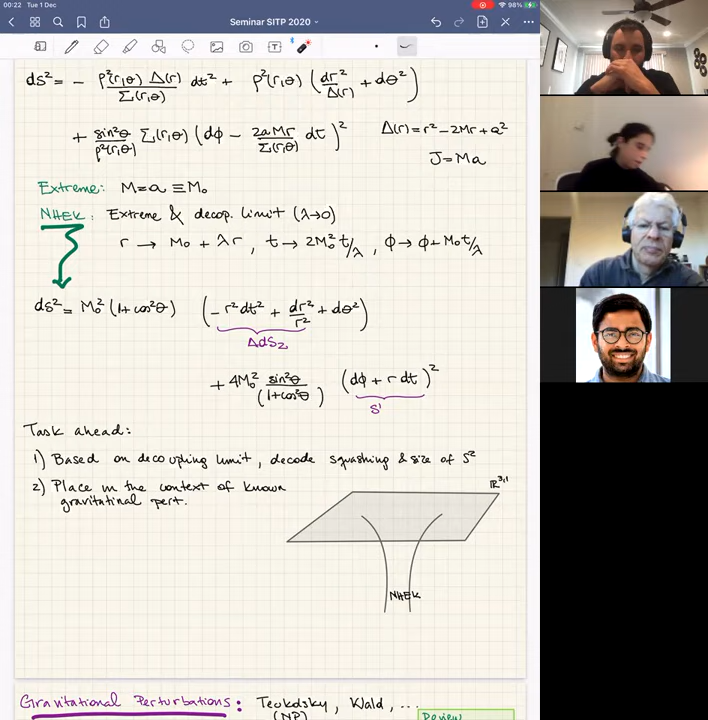 00:22 Tue 1 Dec
98%
Seminar SITP 2020
ds² = − ρ²(r,θ) Δ(r) / Σ(r,θ) dt² + ρ²(r,θ) (dr²/Δ(r) + dθ²)
+ sin²θ/ρ²(r,θ) Σ(r,θ) (dϕ − 2aMr/Σ(r,θ) dt)² Δ(r) = r² − 2Mr + a²
J = Ma
Extreme: M = a ≡ M₀
NHEK: Extreme & decop. limit (λ→0)
r → M₀ + λr, t → 2M₀² t/λ, ϕ → ϕ + M₀t/λ
ds² = M₀² (1+cos²θ) (−r²dt² + dr²/r² + dθ²)
AdS₂
+ 4M₀² sin²θ/(1+cos²θ) (dϕ + r dt)²
S¹
Task ahead:
1) Based on decoupling limit, decode squashing & size of S²
2) Place in the context of known
gravitational pert.
ℝ³,¹
NHEK
Gravitational Perturbations: Teukolsky, Wald, ...
(NP)
Review